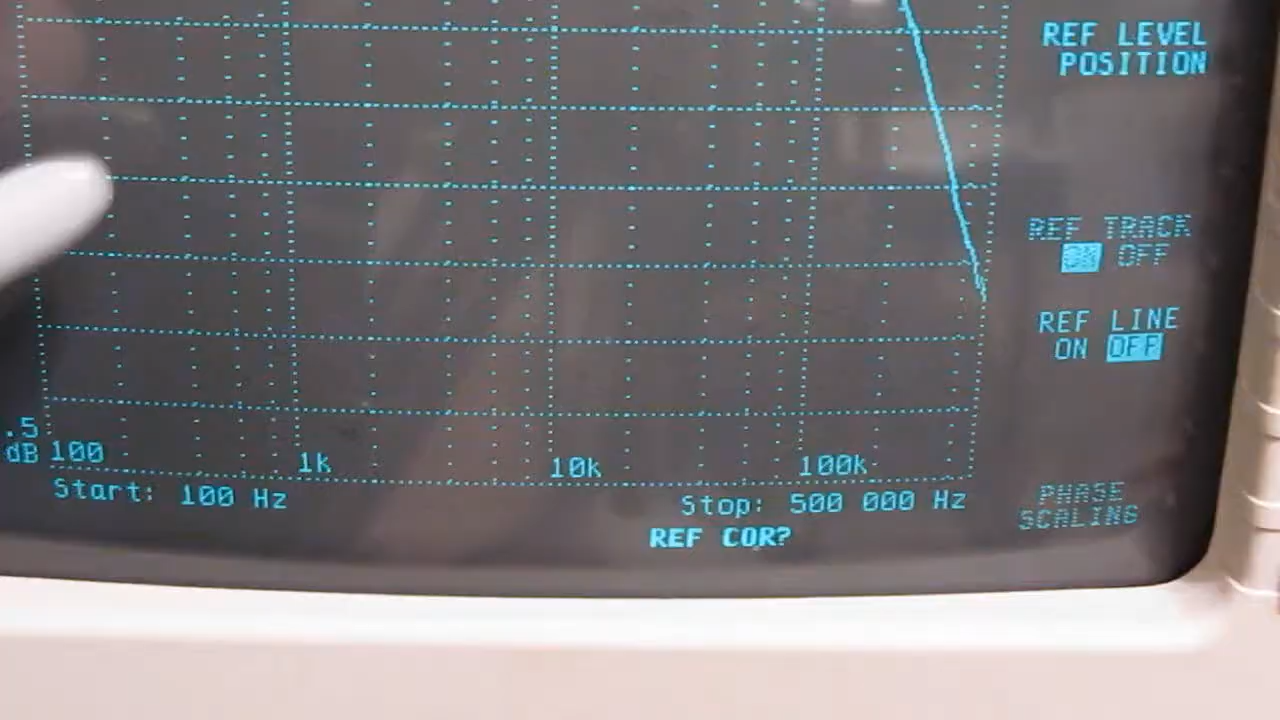 REF LEVEL
POSITION
REF TRACK
ON OFF
REF LINE
ON OFF
.5
dB 100 1k 10k 100k
Start: 100 Hz Stop: 500 000 Hz
REF COR?
PHASE
SCALING